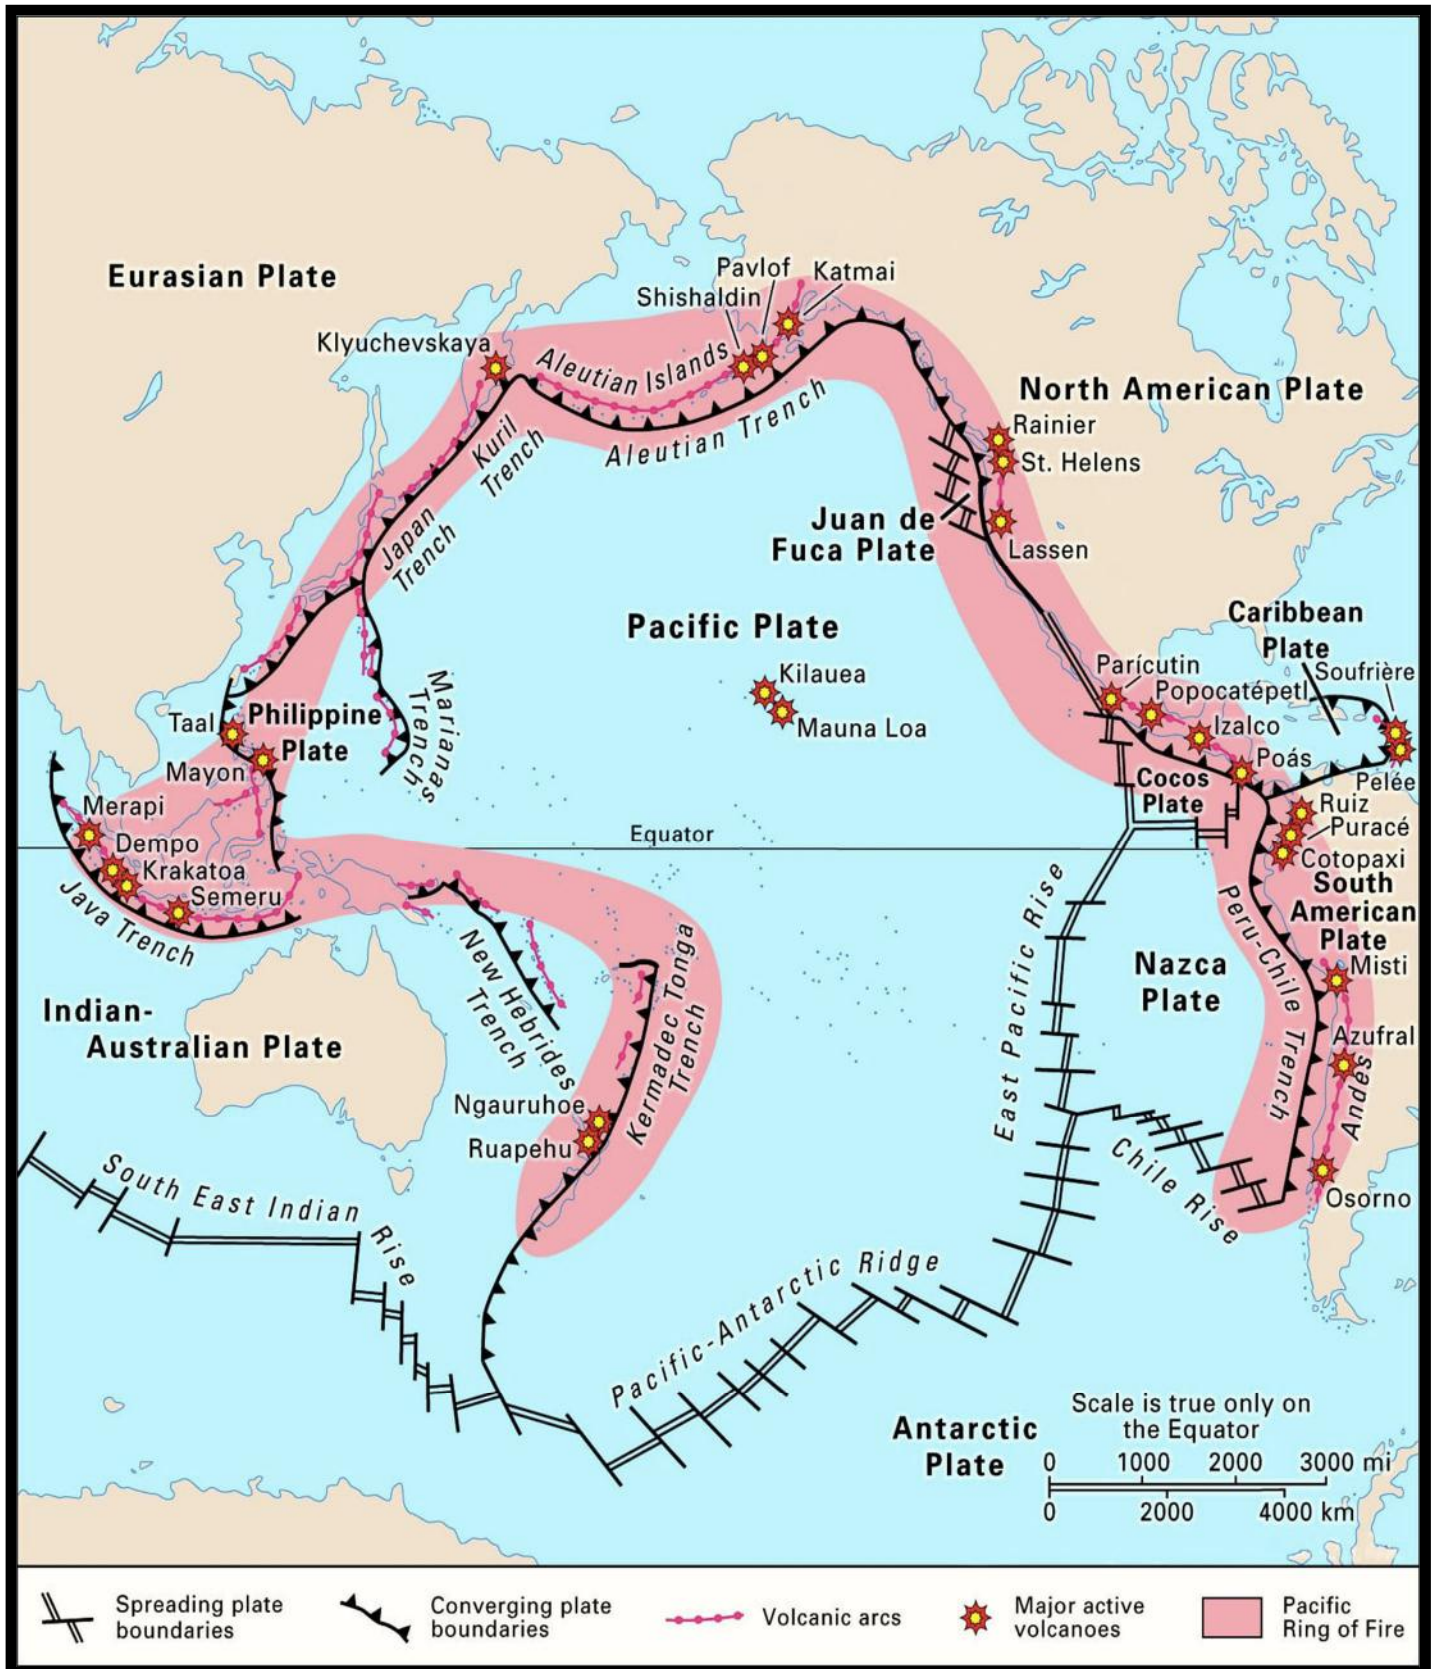 Pavlof
Katmai
Eurasian Plate
Shishaldin
Klyuchevskaya
Aleutian Islands
North American Plate
Aleutian Trench
Kuril
Trench
Rainier
St. Helens
Juan de
Fuca Plate
Japan
Trench
Lassen
Pacific Plate
Caribbean
Plate
Kilauea
Mauna Loa
Parícutin
Soufrière
Popocatépetl
Izalco
Taal
Philippine
Plate
Marianas
Trench
Mayon
Poás
Cocos
Plate
Pelée
Merapi
Ruiz
Puracé
Dempo
Equator
Krakatoa
Cotopaxi
Semeru
South
American
Plate
Java Trench
Misti
Nazca
Plate
Peru-Chile Trench
East Pacific Rise
New Hebrides
Trench
Kermadec Tonga
Trench
Indian-
Australian Plate
Azufral
Andes
Ngauruhoe
Ruapehu
Chile Rise
Osorno
South East Indian Rise
Pacific-Antarctic Ridge
Antarctic
Plate
Scale is true only on
the Equator
0 1000 2000 3000 mi
0 2000 4000 km
Spreading plate
boundaries
Converging plate
boundaries
Volcanic arcs
Major active
volcanoes
Pacific
Ring of Fire